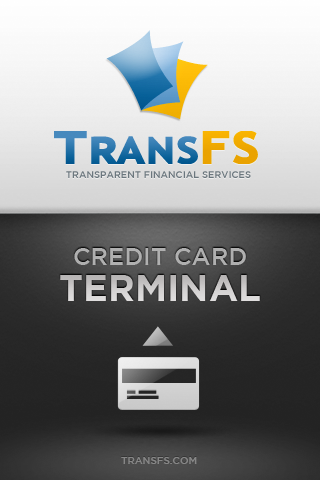 TRANSFS
TRANSPARENT FINANCIAL SERVICES
CREDIT CARD
TERMINAL
TRANSFS.COM